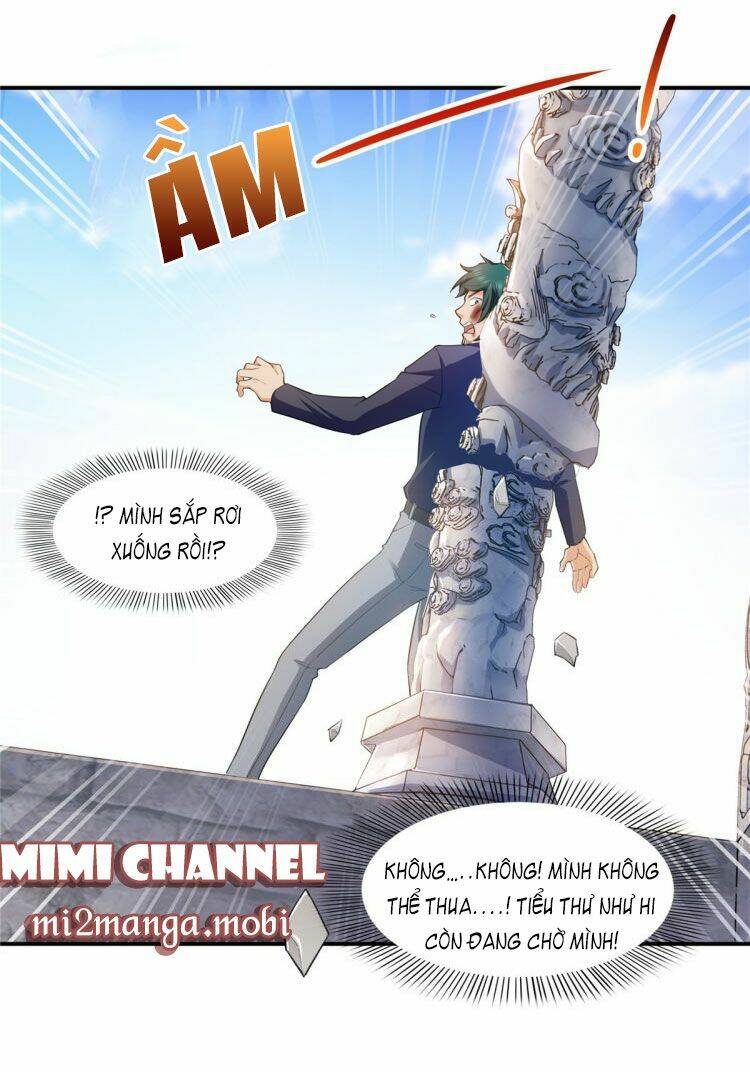 ẦM
!? MÌNH SẮP RƠI
XUỐNG RỒI!?
KHÔNG.....KHÔNG! MÌNH KHÔNG
THỂ THUA....! TIỂU THƯ NHƯ HI
CÒN ĐANG CHỜ MÌNH!
MIMI CHANNEL
mi2manga.mobi